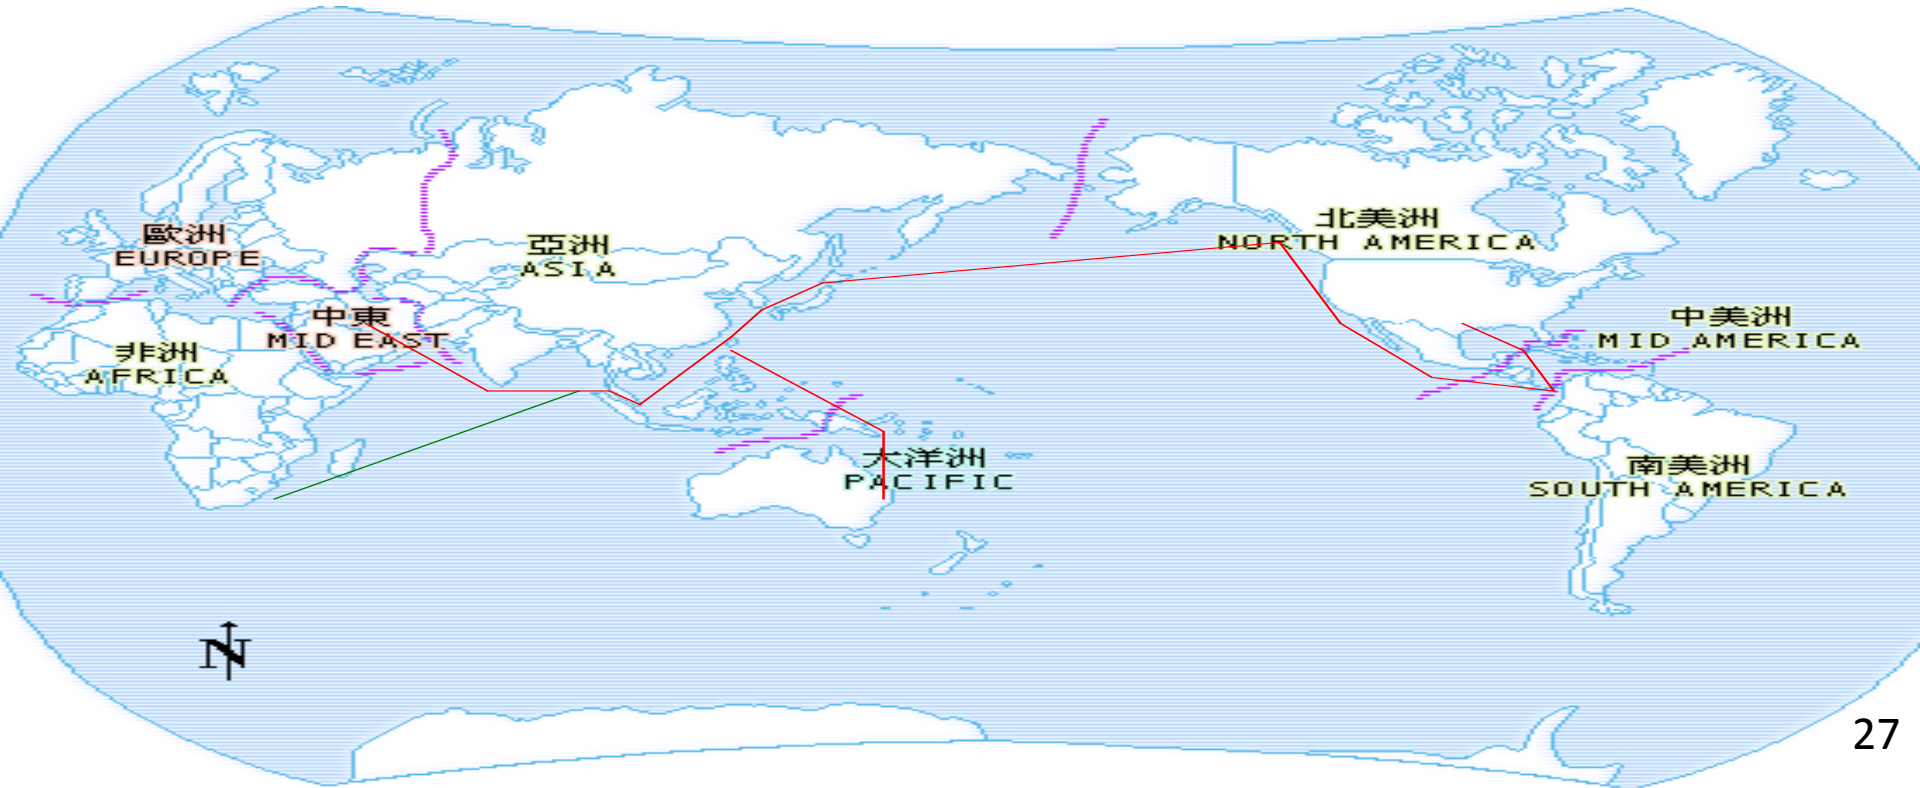 歐洲
EUROPE
亞洲
ASIA
北美洲
NORTH AMERICA
中東
MID EAST
非洲
AFRICA
中美洲
MID AMERICA
大洋洲
PACIFIC
南美洲
SOUTH AMERICA
N
27